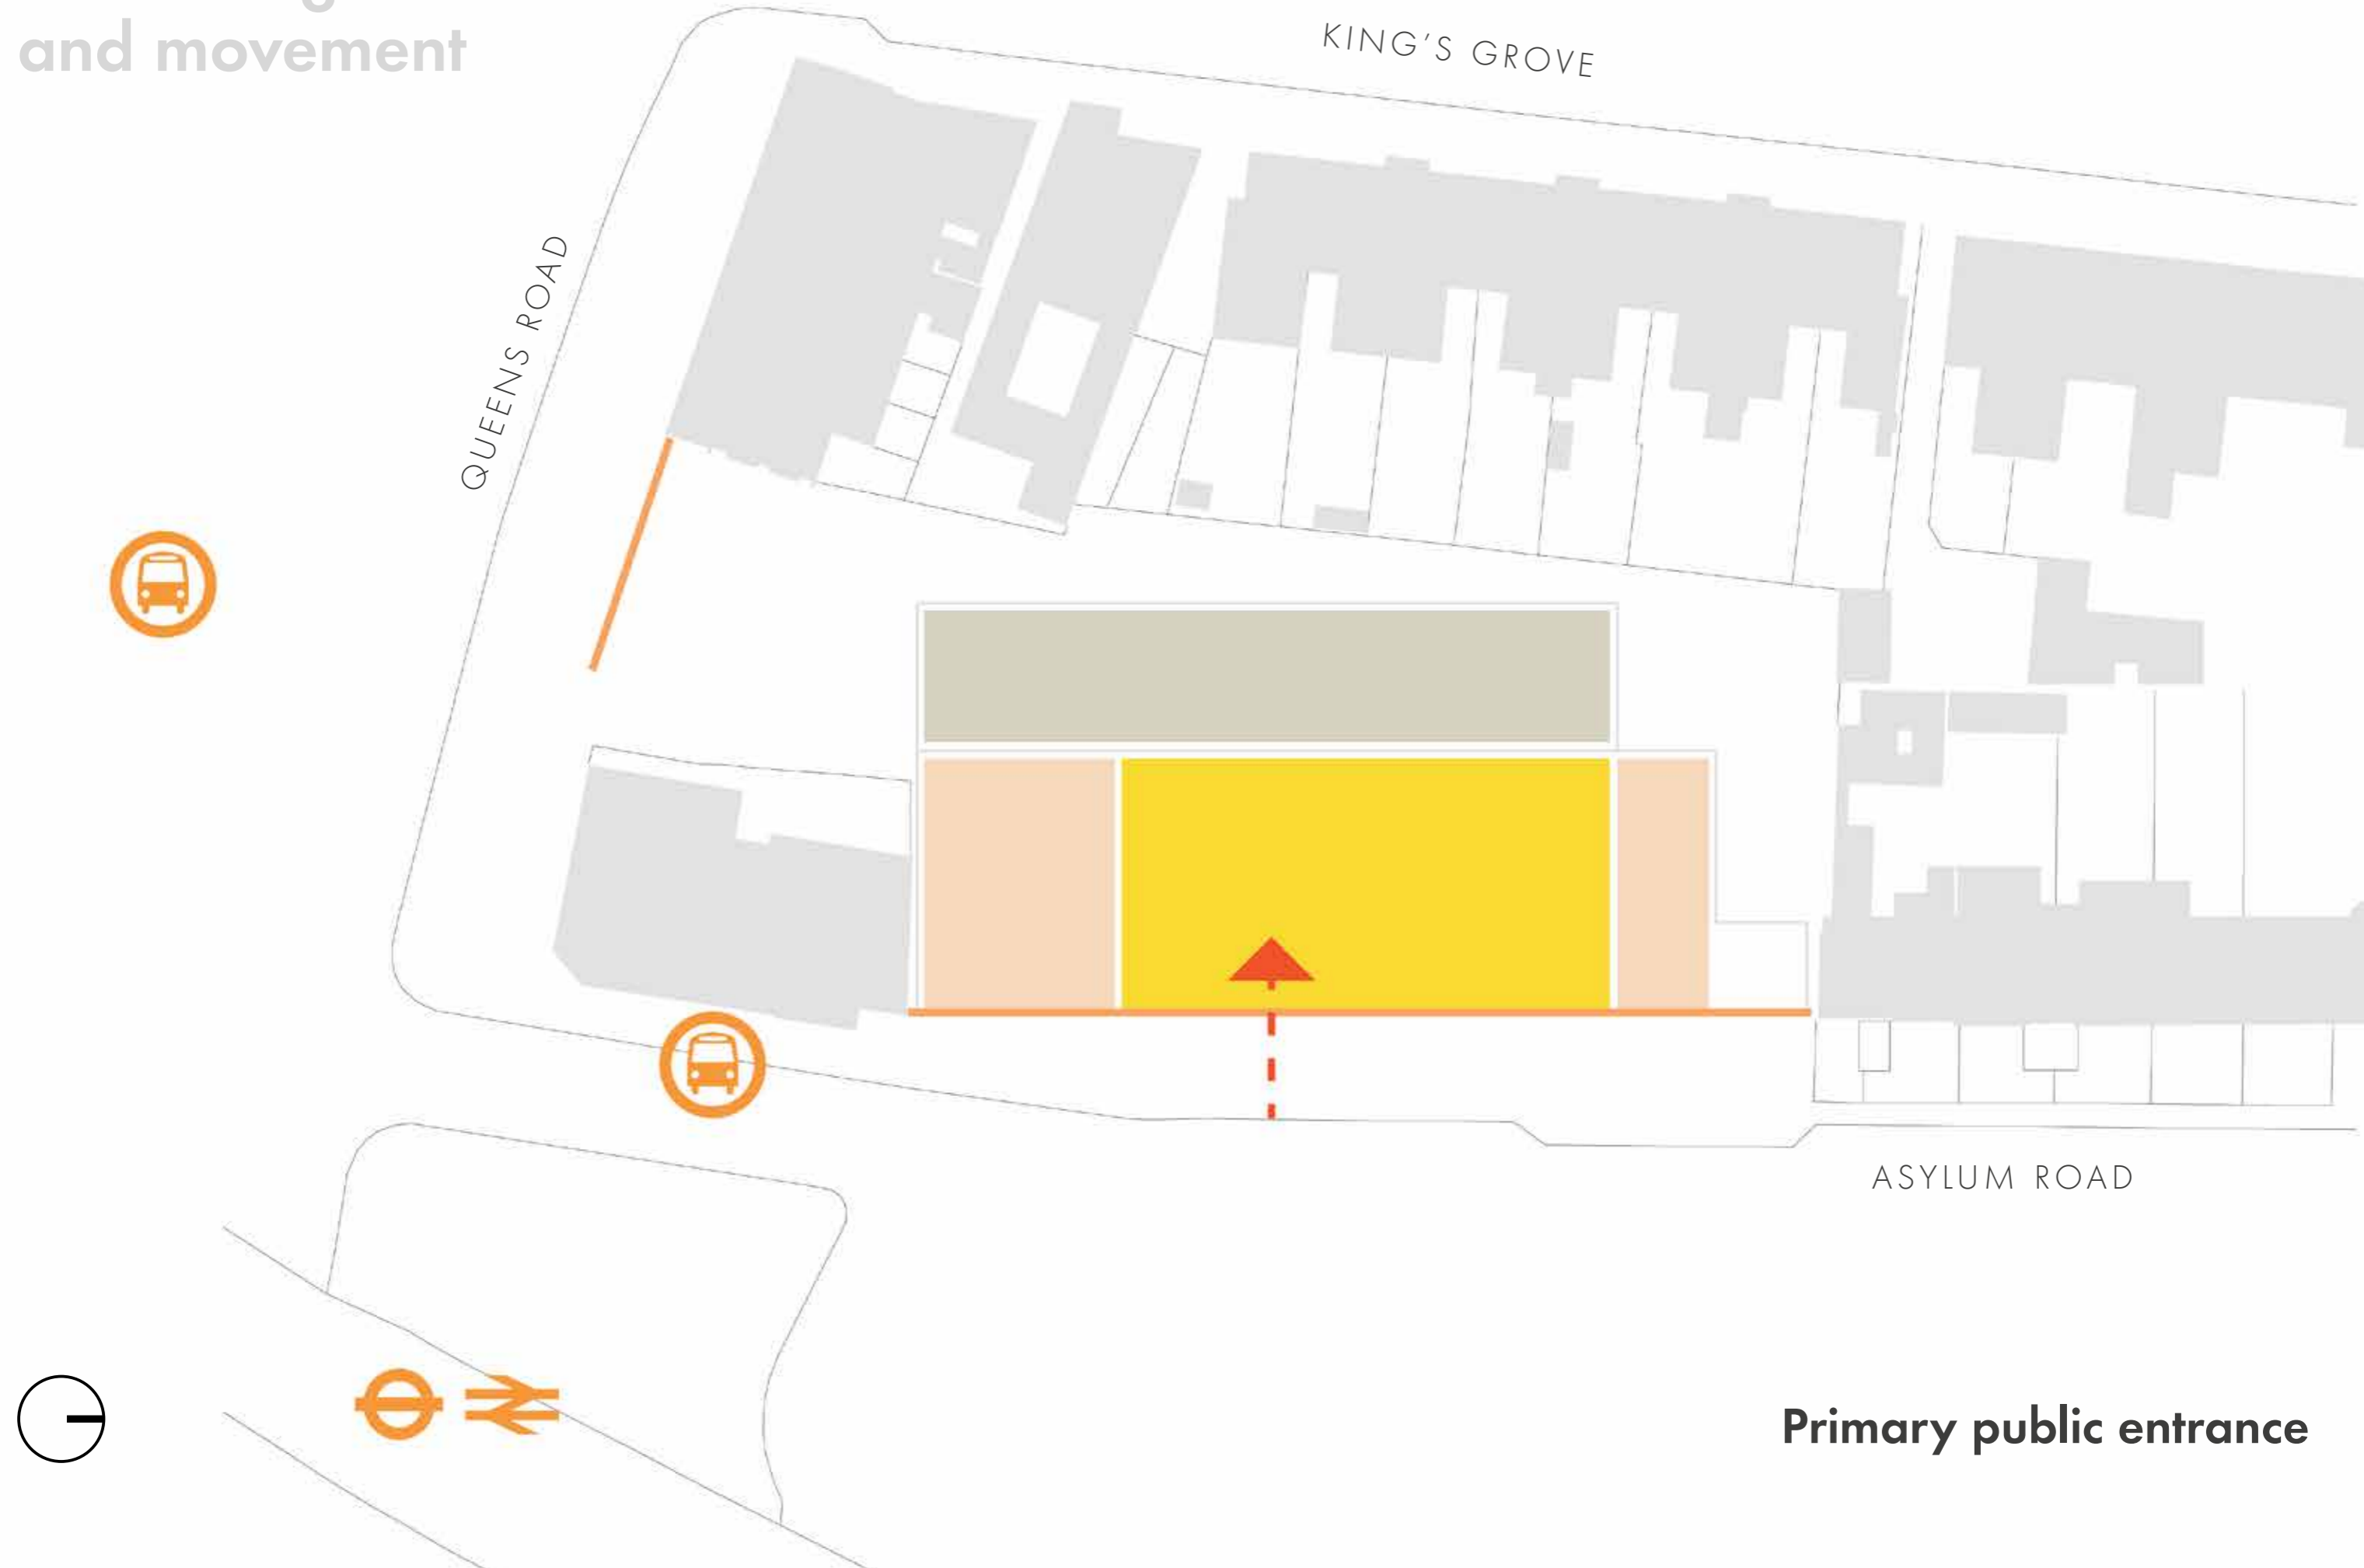 and movement
KING'S GROVE
QUEENS ROAD
ASYLUM ROAD
Primary public entrance